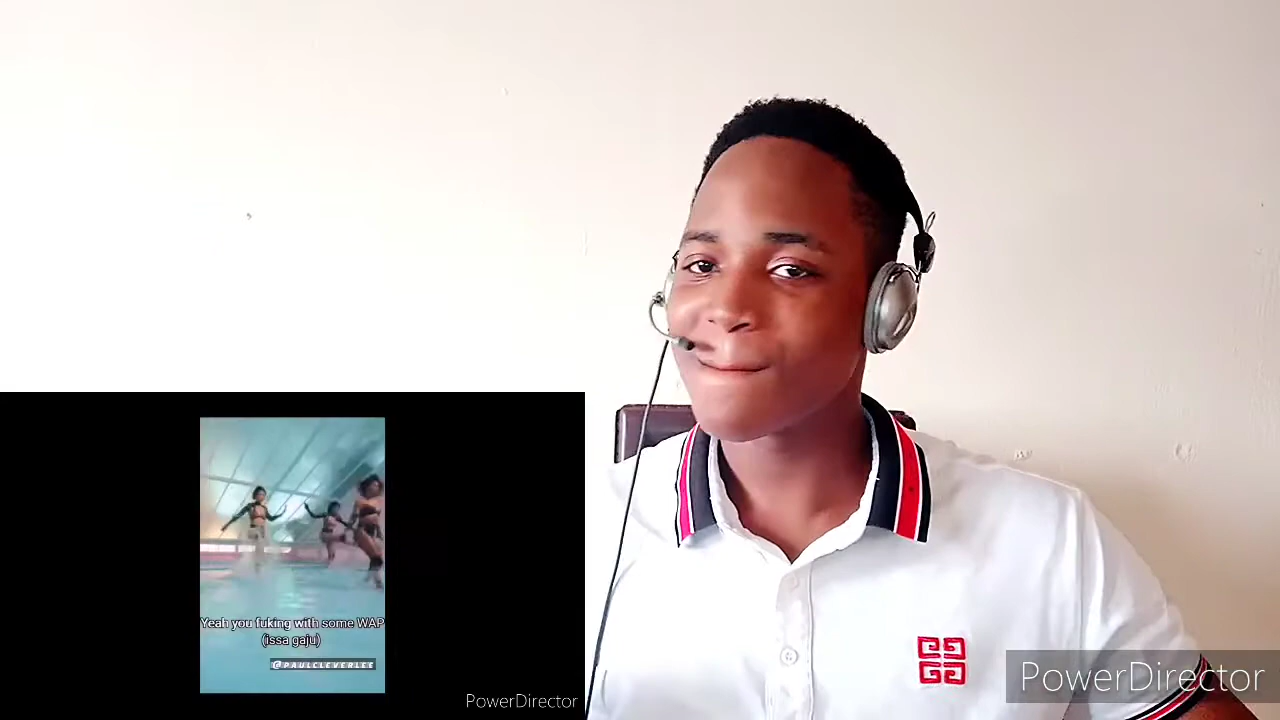 Yeah you fuking with some WAP
(issa gaju)
@PAULCLEVERLEE
PowerDirector
PowerDirector